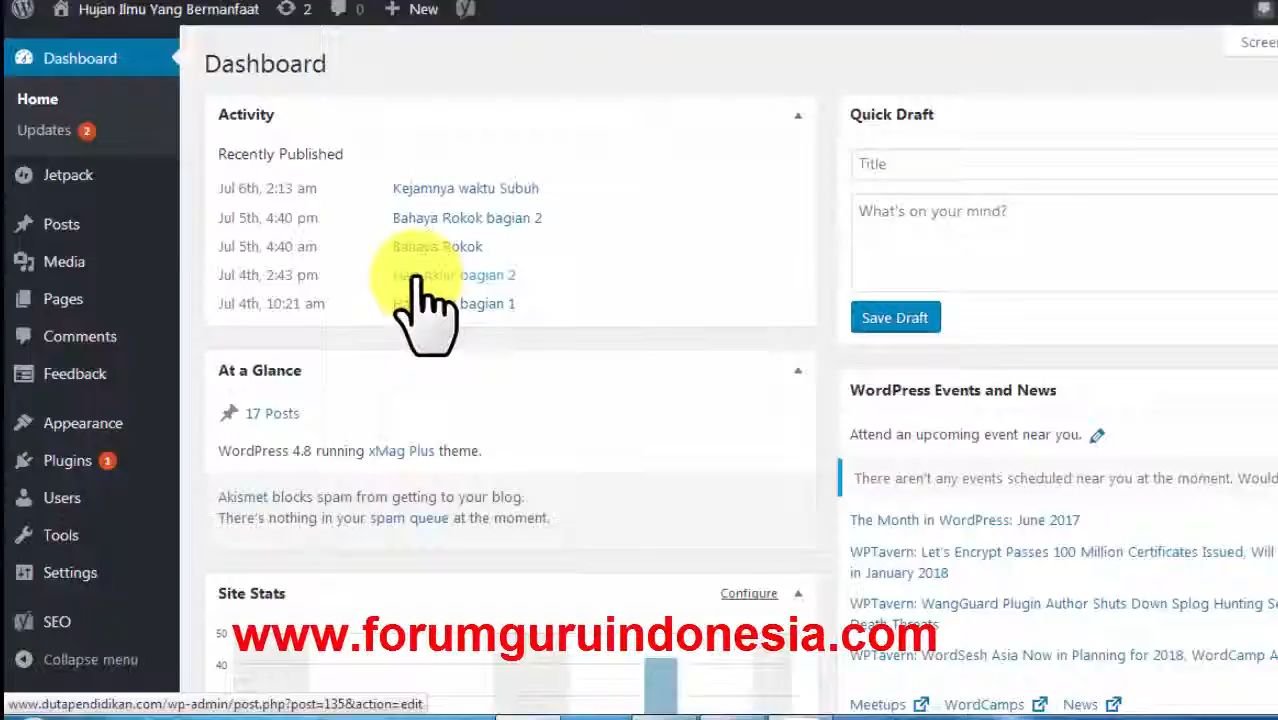 Hujan Ilmu Yang Bermanfaat 2 0 New
Screen
Dashboard
Home
Updates 2
Jetpack
Posts
Media
Pages
Comments
Feedback
Appearance
Plugins 1
Users
Tools
Settings
SEO
Collapse menu
Dashboard
Activity
Recently Published
Jul 6th, 2:13 am Kejamnya waktu Subuh
Jul 5th, 4:40 pm Bahaya Rokok bagian 2
Jul 5th, 4:40 am Bahaya Rokok
Jul 4th, 2:43 pm Hari Akhir bagian 2
Jul 4th, 10:21 am bagian 1
At a Glance
17 Posts
WordPress 4.8 running xMag Plus theme.
Akismet blocks spam from getting to your blog.
There's nothing in your spam queue at the moment.
Site Stats Configure
50
40
Quick Draft
Title
What's on your mind?
Save Draft
WordPress Events and News
Attend an upcoming event near you.
There aren't any events scheduled near you at the moment. Would
The Month in WordPress: June 2017
WPTavern: Let's Encrypt Passes 100 Million Certificates Issued, Will
in January 2018
WPTavern: WangGuard Plugin Author Shuts Down Splog Hunting
Death Threats
WPTavern: WordSesh Asia Now in Planning for 2018, WordCamp
Meetups WordCamps News
www.forumguruindonesia.com
www.dutapendidikan.com/wp-admin/post.php?post=135&action=edit